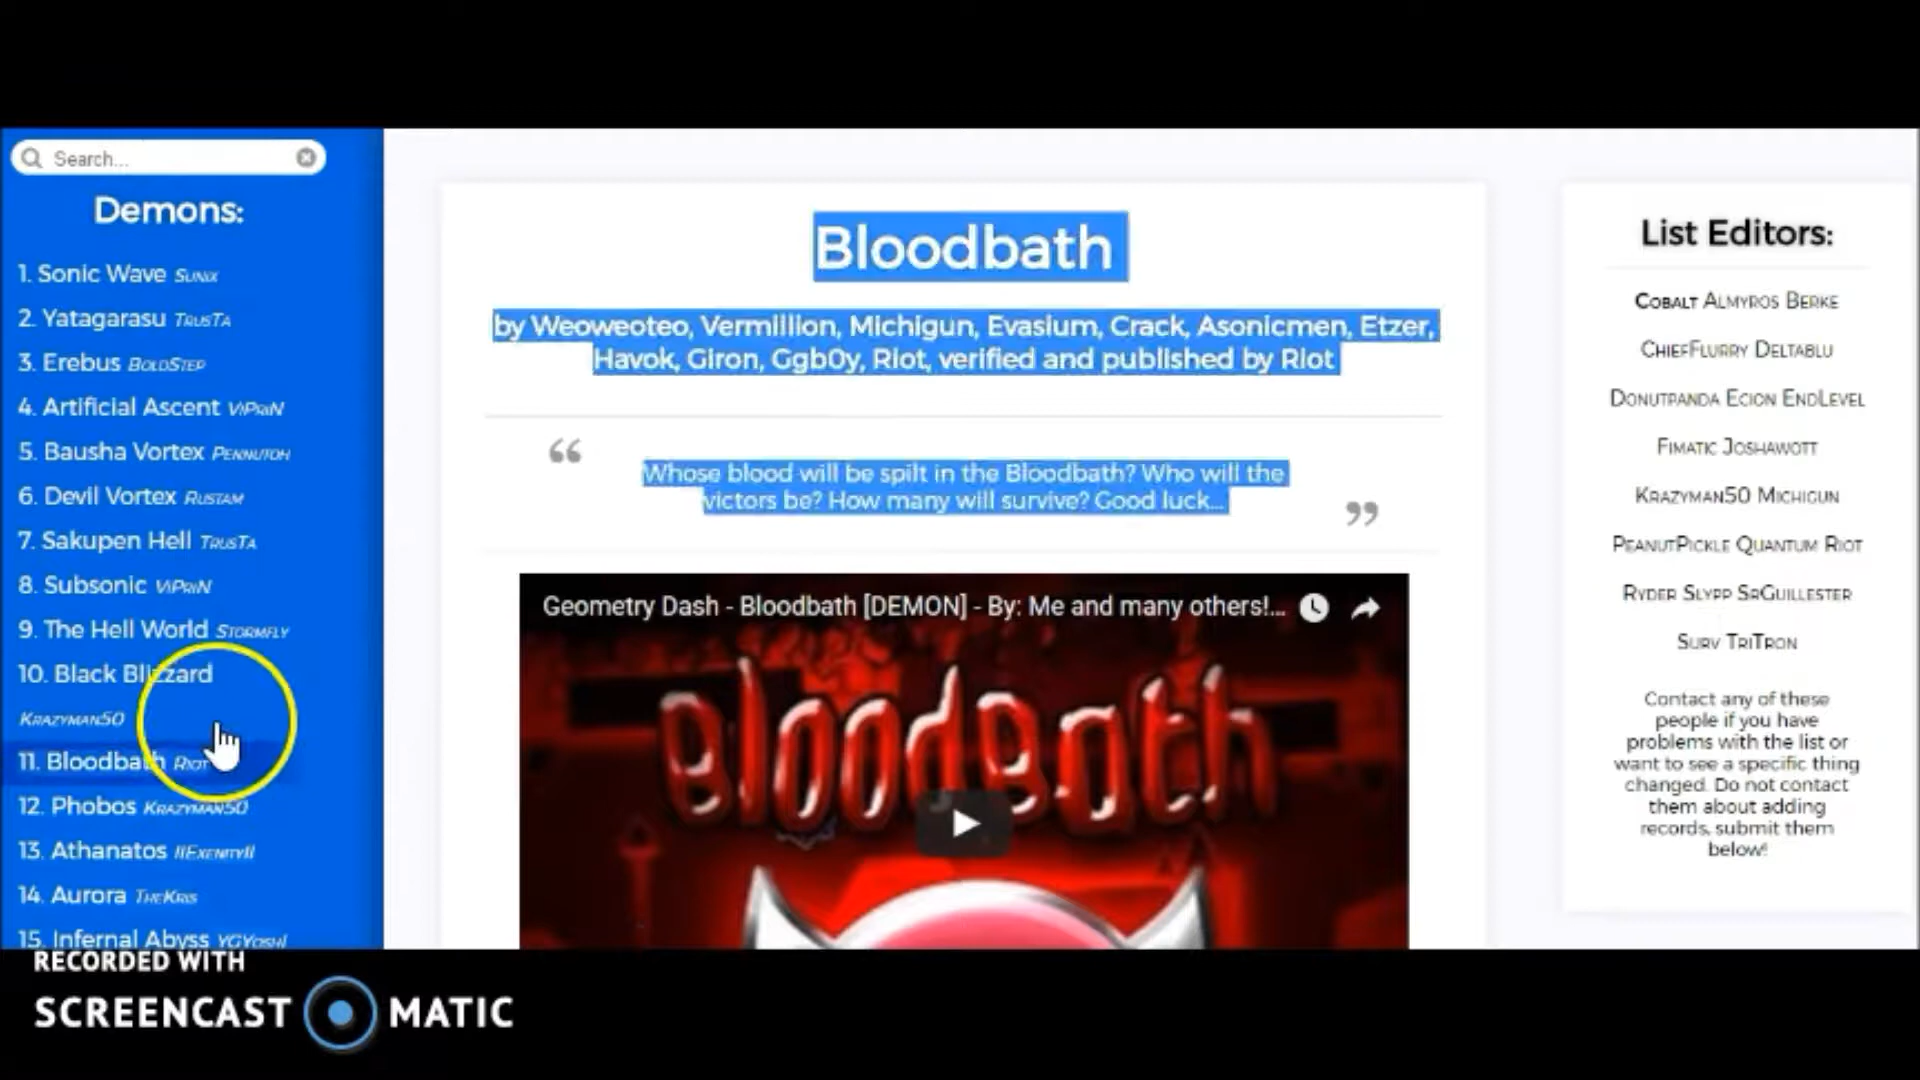 Search...
Demons:
1. Sonic Wave Sunix
2. Yatagarasu TrusTa
3. Erebus BoldStep
4. Artificial Ascent ViPriN
5. Bausha Vortex Pennutoh
6. Devil Vortex Rustam
7. Sakupen Hell TrusTa
8. Subsonic ViPriN
9. The Hell World Stormfly
10. Black Blizzard
Krazyman50
11. Bloodbath Riot
12. Phobos Krazyman50
13. Athanatos IIExenityII
14. Aurora TheKris
15. Infernal Abyss YGYoshI
Bloodbath
by Weoweoteo, Vermillion, Michigun, Evasium, Crack, Asonicmen, Etzer,
Havok, Giron, Ggb0y, Riot, verified and published by Riot
“
Whose blood will be spilt in the Bloodbath? Who will the
victors be? How many will survive? Good luck...
”
Geometry Dash - Bloodbath [DEMON] - By: Me and many others!...
Bloodbath
List Editors:
Cobalt Almyros Berke
ChiefFlurry Deltablu
Donutpanda Ecion EndLevel
Fimatic Joshawott
Krazyman50 Michigun
PeanutPickle Quantum Riot
Ryder Slypp SrGuillester
Surv TriTron
Contact any of these
people if you have
problems with the list or
want to see a specific thing
changed. Do not contact
them about adding
records, submit them
below!
RECORDED WITH
SCREENCAST MATIC